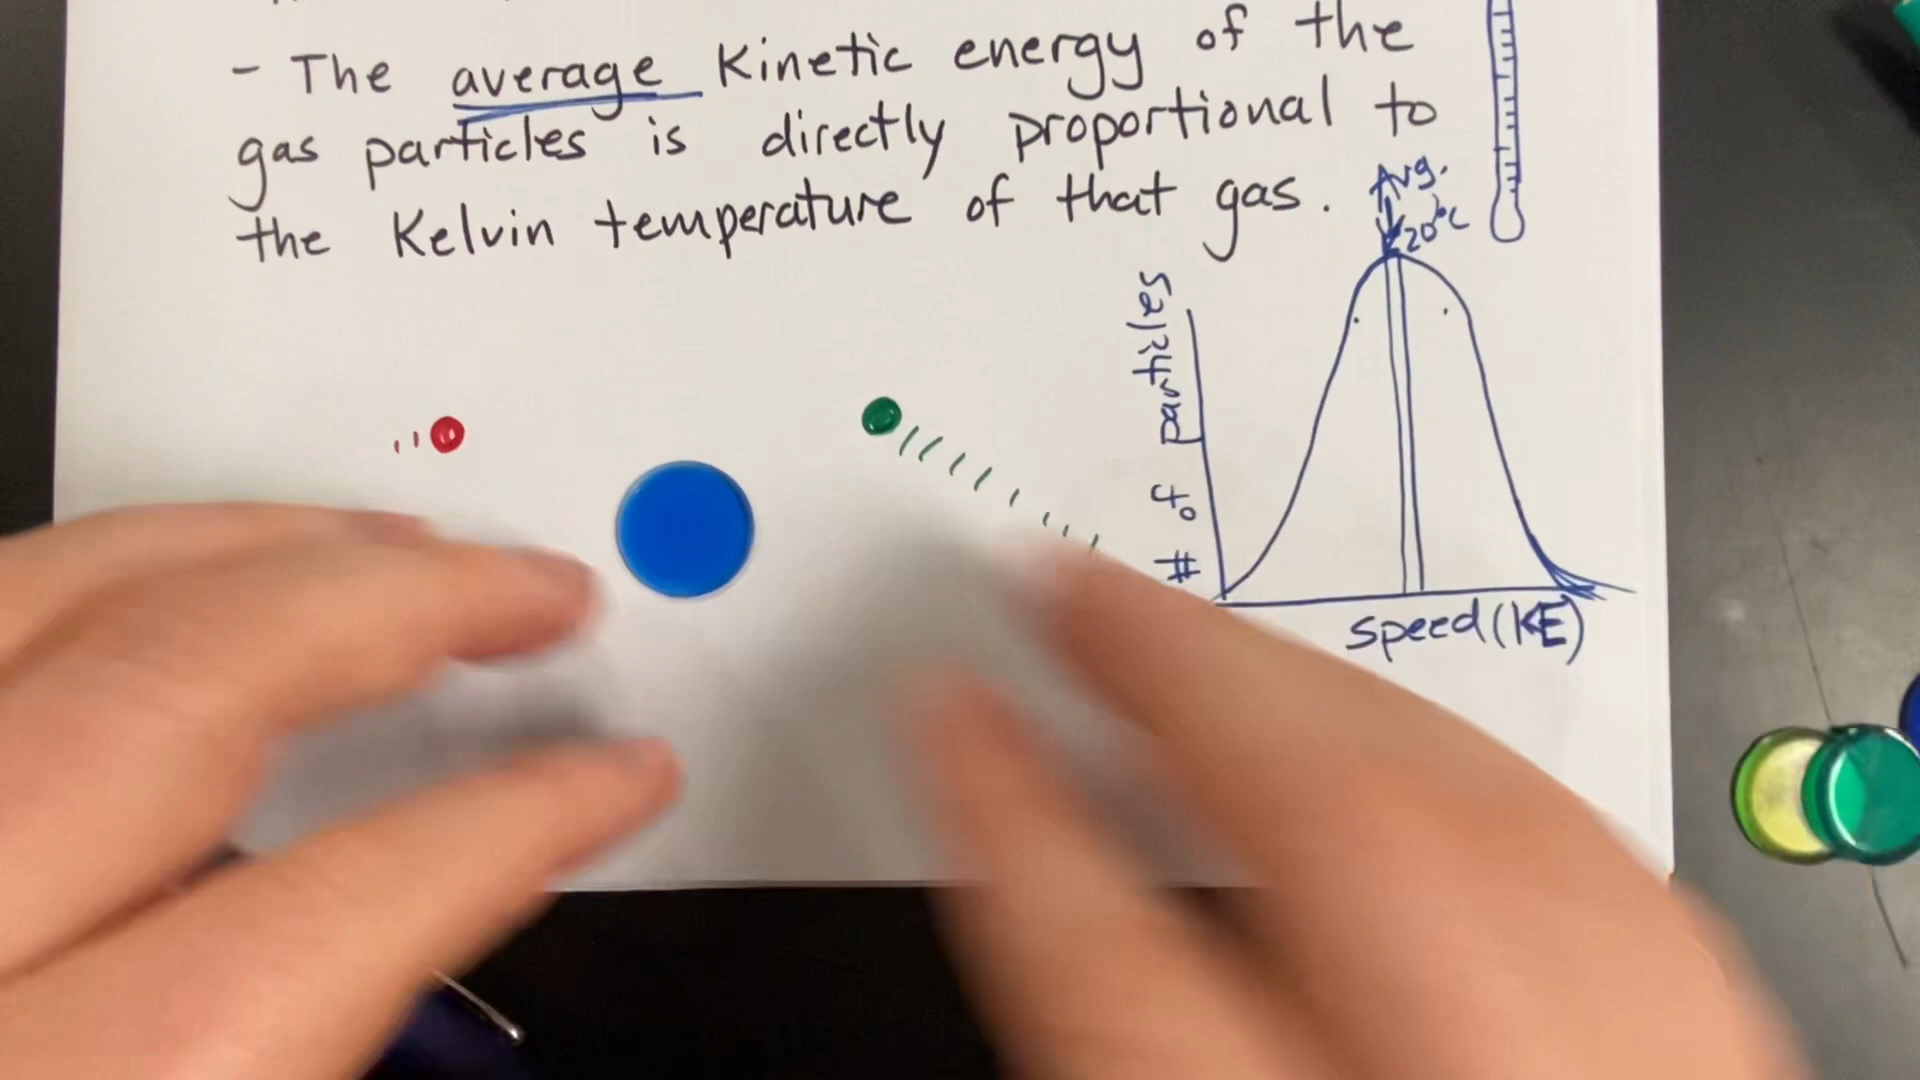 - The average kinetic energy of the
gas particles is directly proportional to
the Kelvin temperature of that gas.
Avg.
20°C
# of particles
Speed (KE)